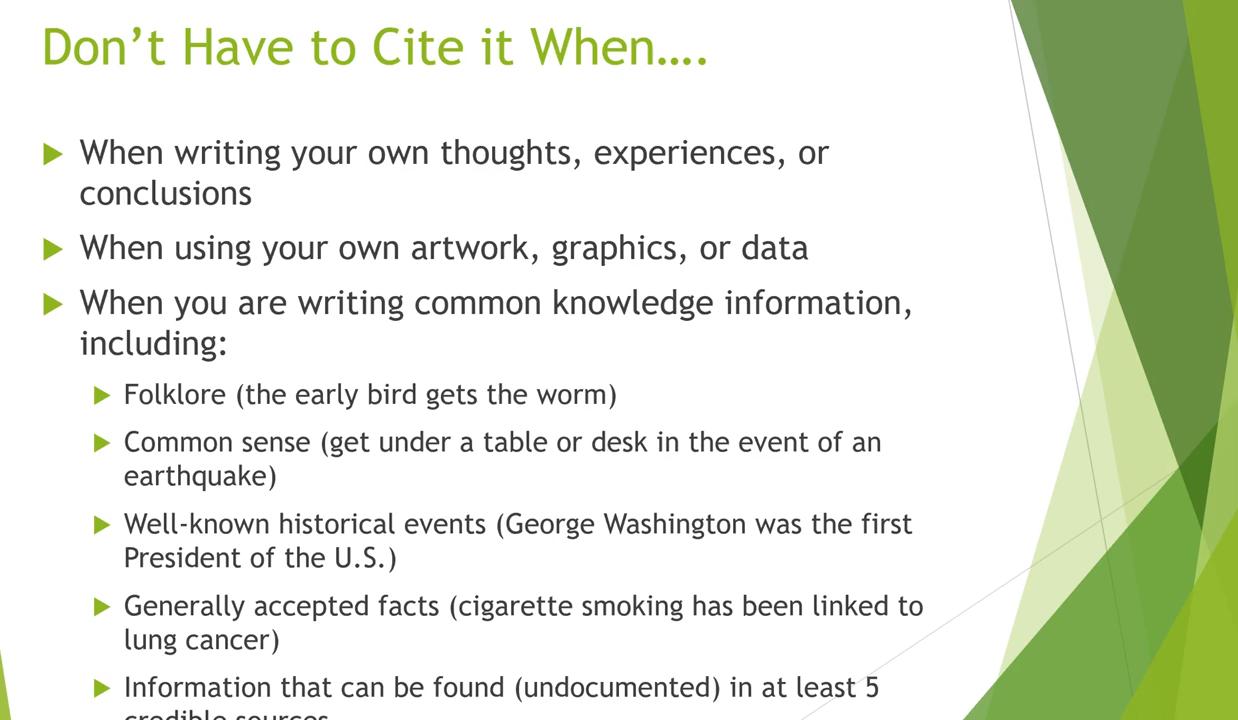 Don’t Have to Cite it When….
When writing your own thoughts, experiences, or
conclusions
When using your own artwork, graphics, or data
When you are writing common knowledge information,
including:
Folklore (the early bird gets the worm)
Common sense (get under a table or desk in the event of an
earthquake)
Well-known historical events (George Washington was the first
President of the U.S.)
Generally accepted facts (cigarette smoking has been linked to
lung cancer)
Information that can be found (undocumented) in at least 5
credible sources